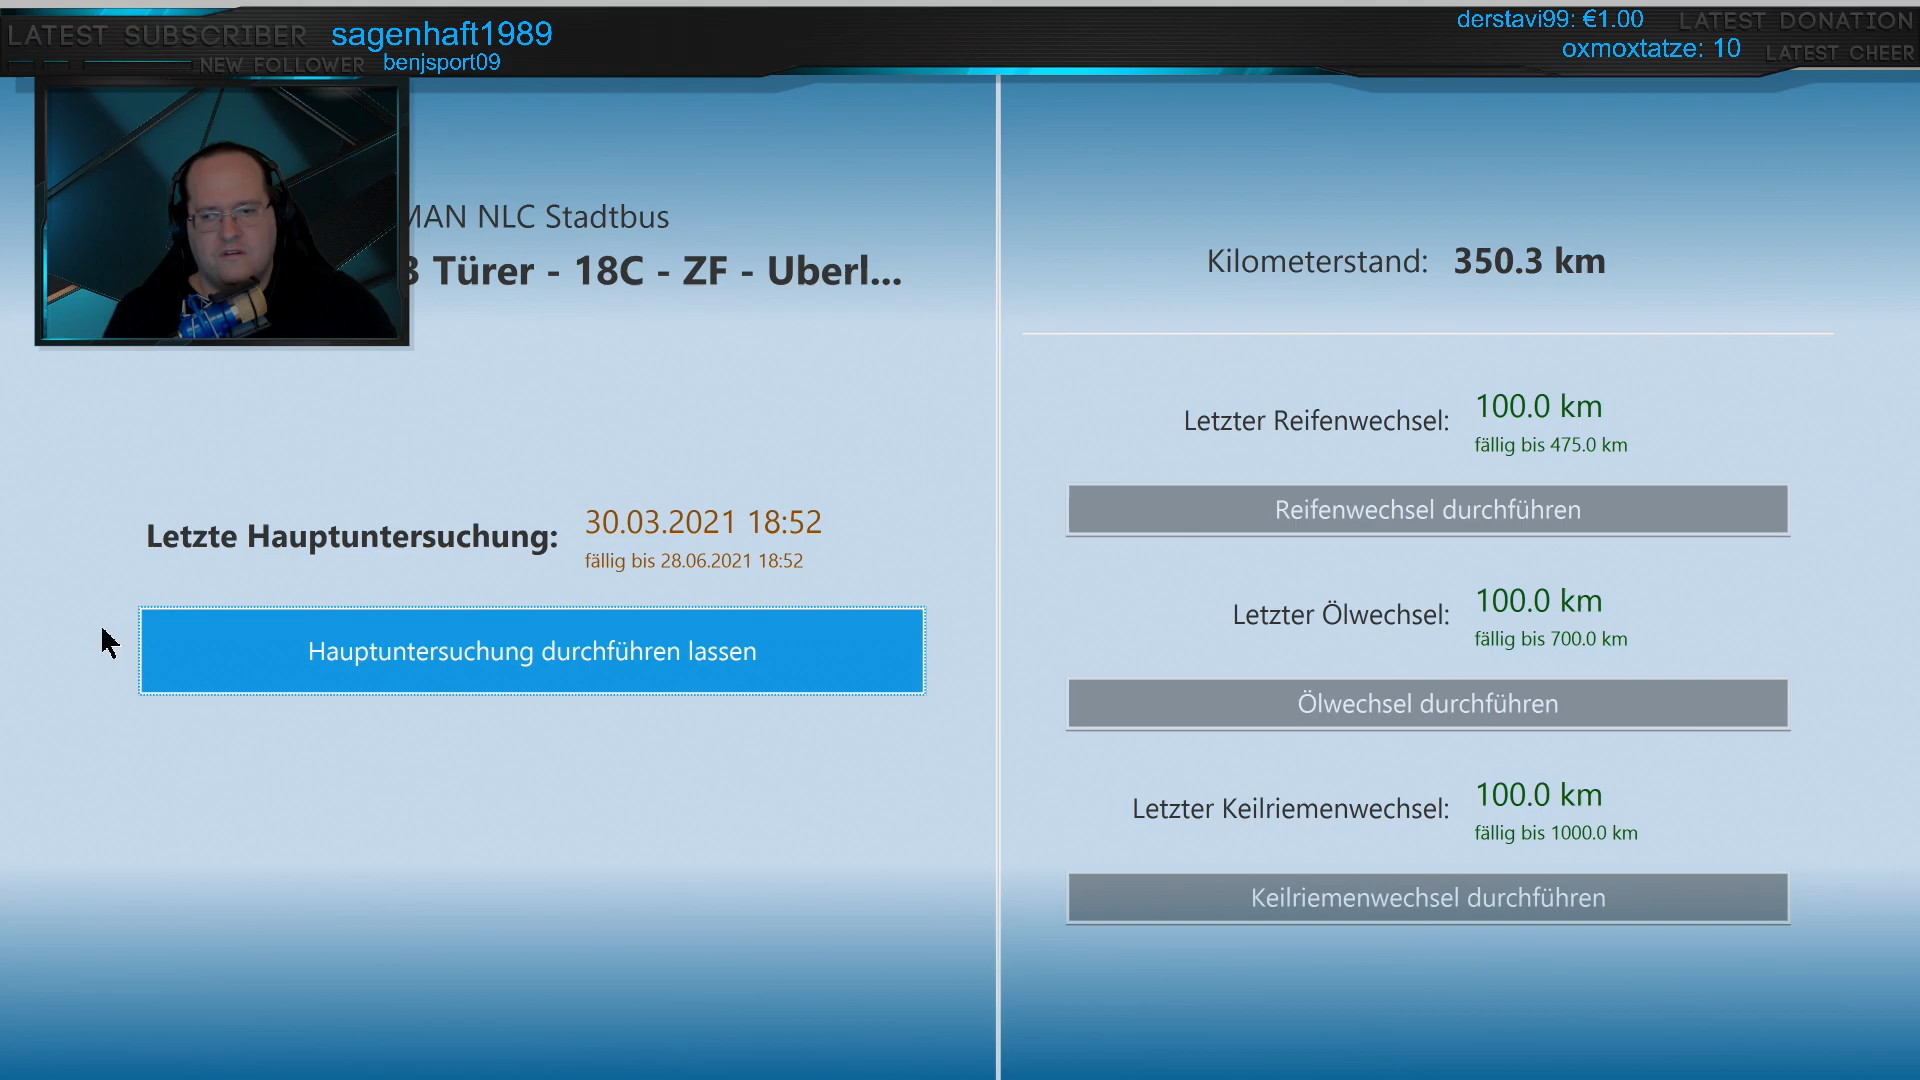 LATEST SUBSCRIBER sagenhaft1989
NEW FOLLOWER benjsport09
derstavi99: €1.00 LATEST DONATION
oxmoxtatze: 10 LATEST CHEER
MAN NLC Stadtbus
3 Türer - 18C - ZF - Uberl...
Letzte Hauptuntersuchung: 30.03.2021 18:52
fällig bis 28.06.2021 18:52
Hauptuntersuchung durchführen lassen
Kilometerstand: 350.3 km
Letzter Reifenwechsel: 100.0 km
fällig bis 475.0 km
Reifenwechsel durchführen
Letzter Ölwechsel: 100.0 km
fällig bis 700.0 km
Ölwechsel durchführen
Letzter Keilriemenwechsel: 100.0 km
fällig bis 1000.0 km
Keilriemenwechsel durchführen